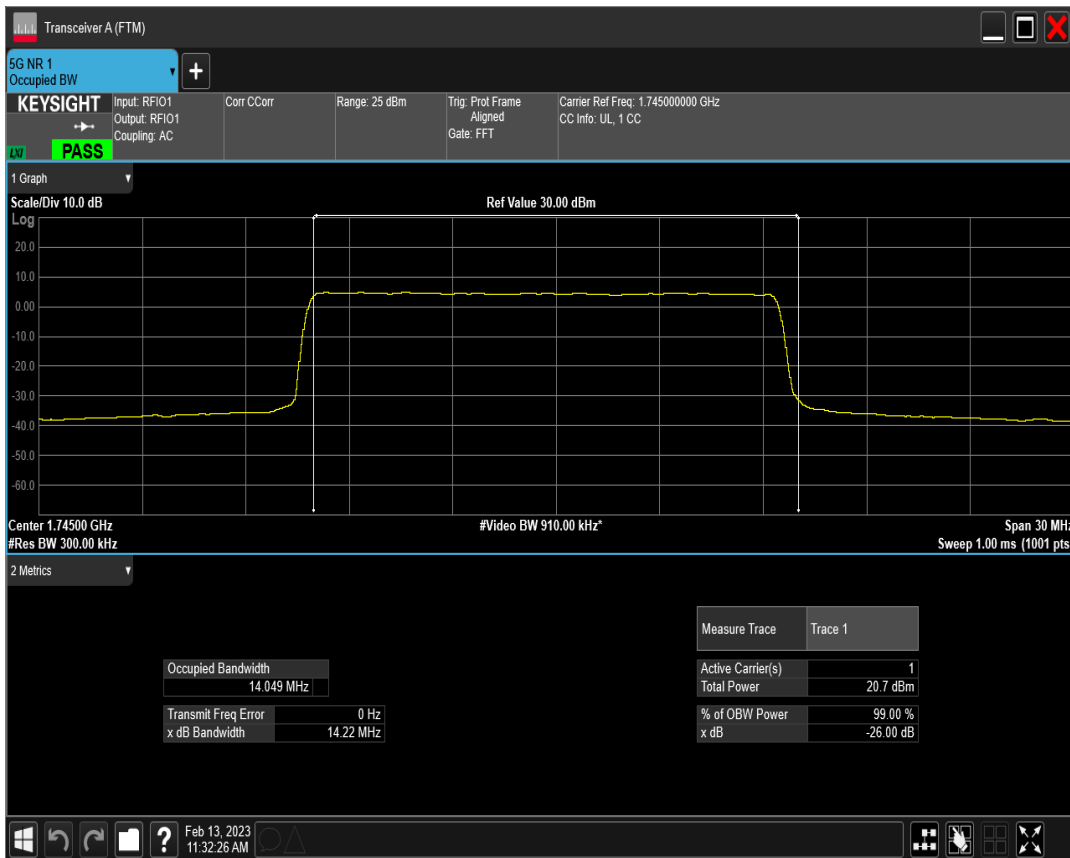 Transceiver A (FTM)
5G NR 1
Occupied BW
+
KEYSIGHT
LXI
PASS
Input: RFIO1
Output: RFIO1
Coupling: AC
Corr CCorr
Range: 25 dBm
Trig: Prot Frame
Aligned
Gate: FFT
Carrier Ref Freq: 1.745000000 GHz
CC Info: UL, 1 CC
1 Graph
Scale/Div 10.0 dB
Ref Value 30.00 dBm
Log
20.0
10.0
0.00
-10.0
-20.0
-30.0
-40.0
-50.0
-60.0
Center 1.74500 GHz
#Video BW 910.00 kHz*
Span 30 MHz
#Res BW 300.00 kHz
Sweep 1.00 ms (1001 pts
2 Metrics
Measure Trace Trace 1
Occupied Bandwidth
14.049 MHz
Active Carrier(s) 1
Total Power 20.7 dBm
Transmit Freq Error 0 Hz
x dB Bandwidth 14.22 MHz
% of OBW Power 99.00 %
x dB -26.00 dB
?
Feb 13, 2023
11:32:26 AM